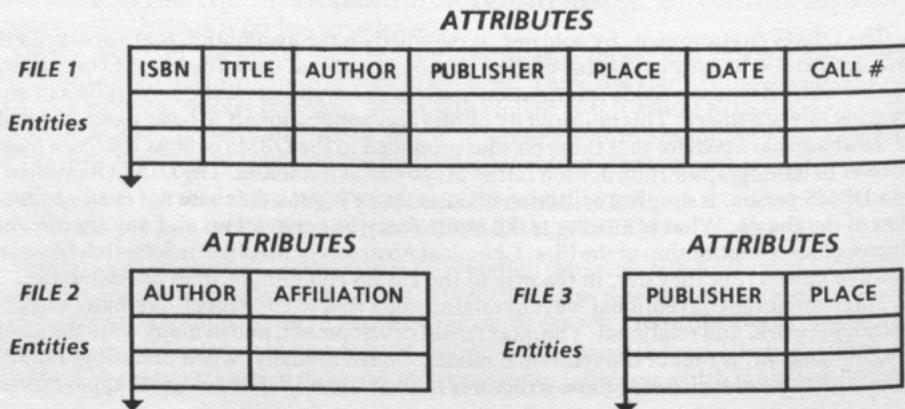 ATTRIBUTES
FILE 1 ISBN TITLE AUTHOR PUBLISHER PLACE DATE CALL #
Entities
ATTRIBUTES ATTRIBUTES
FILE 2 AUTHOR AFFILIATION FILE 3 PUBLISHER PLACE
Entities Entities